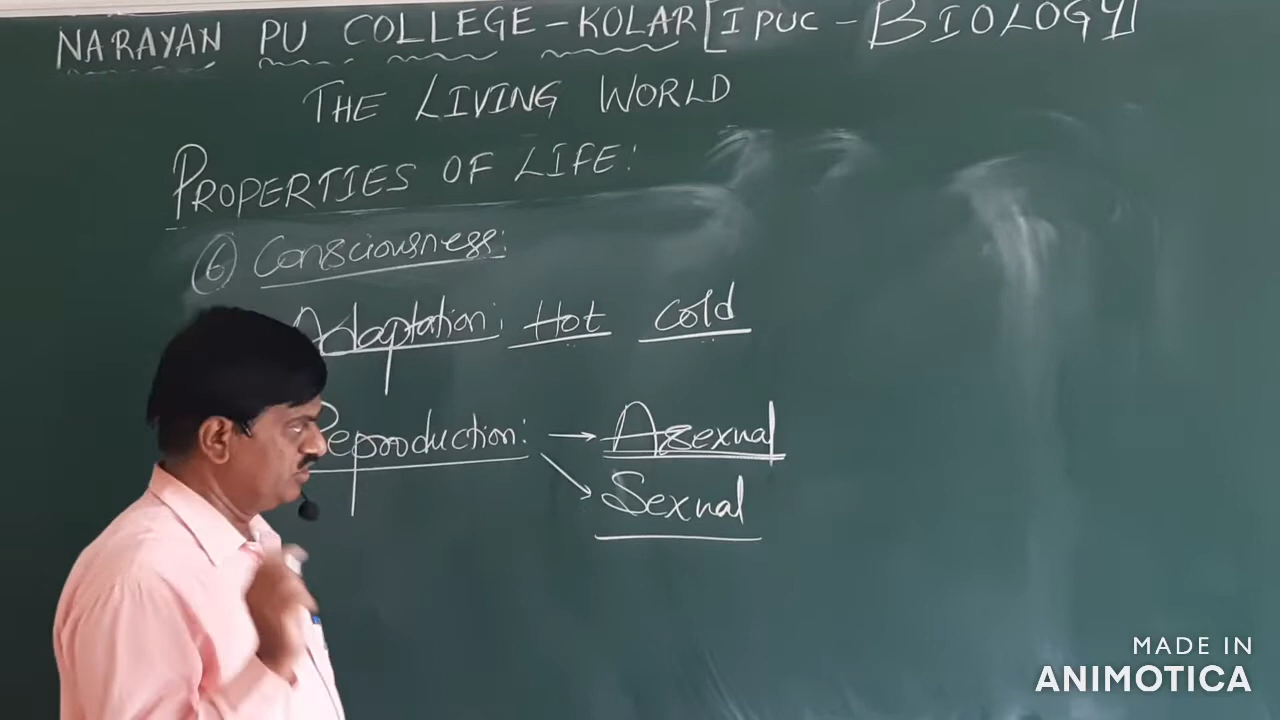 NARAYAN PU COLLEGE - KOLAR [I PUC - BIOLOGY]
THE LIVING WORLD
PROPERTIES OF LIFE:
⑥ Consciousness:
Adaptation: Hot cold
Reproduction: → Asexual
→ Sexual
MADE IN
ANIMOTICA